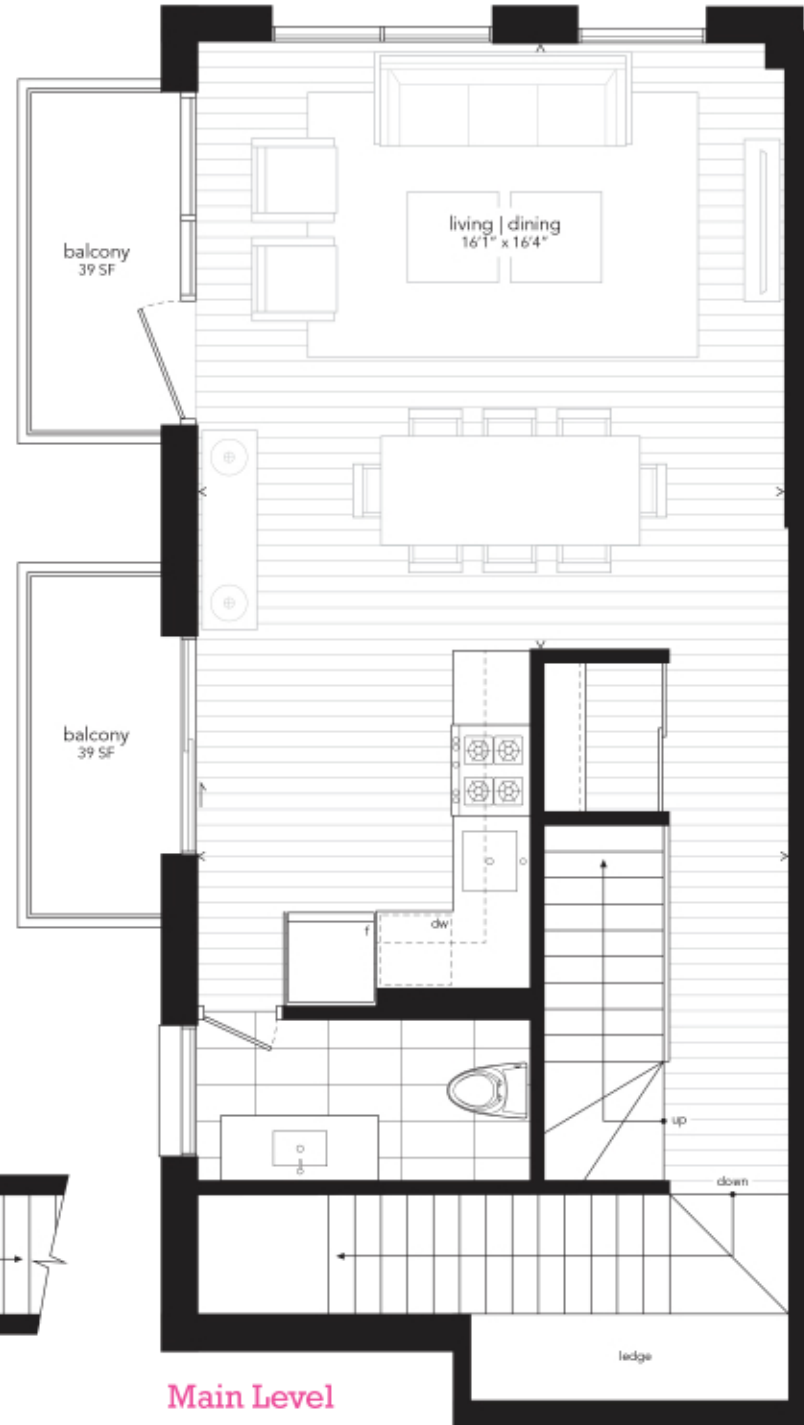 living | dining
16'1" x 16'4"
balcony
39 SF
balcony
39 SF
f
dw
up
down
ledge
Main Level